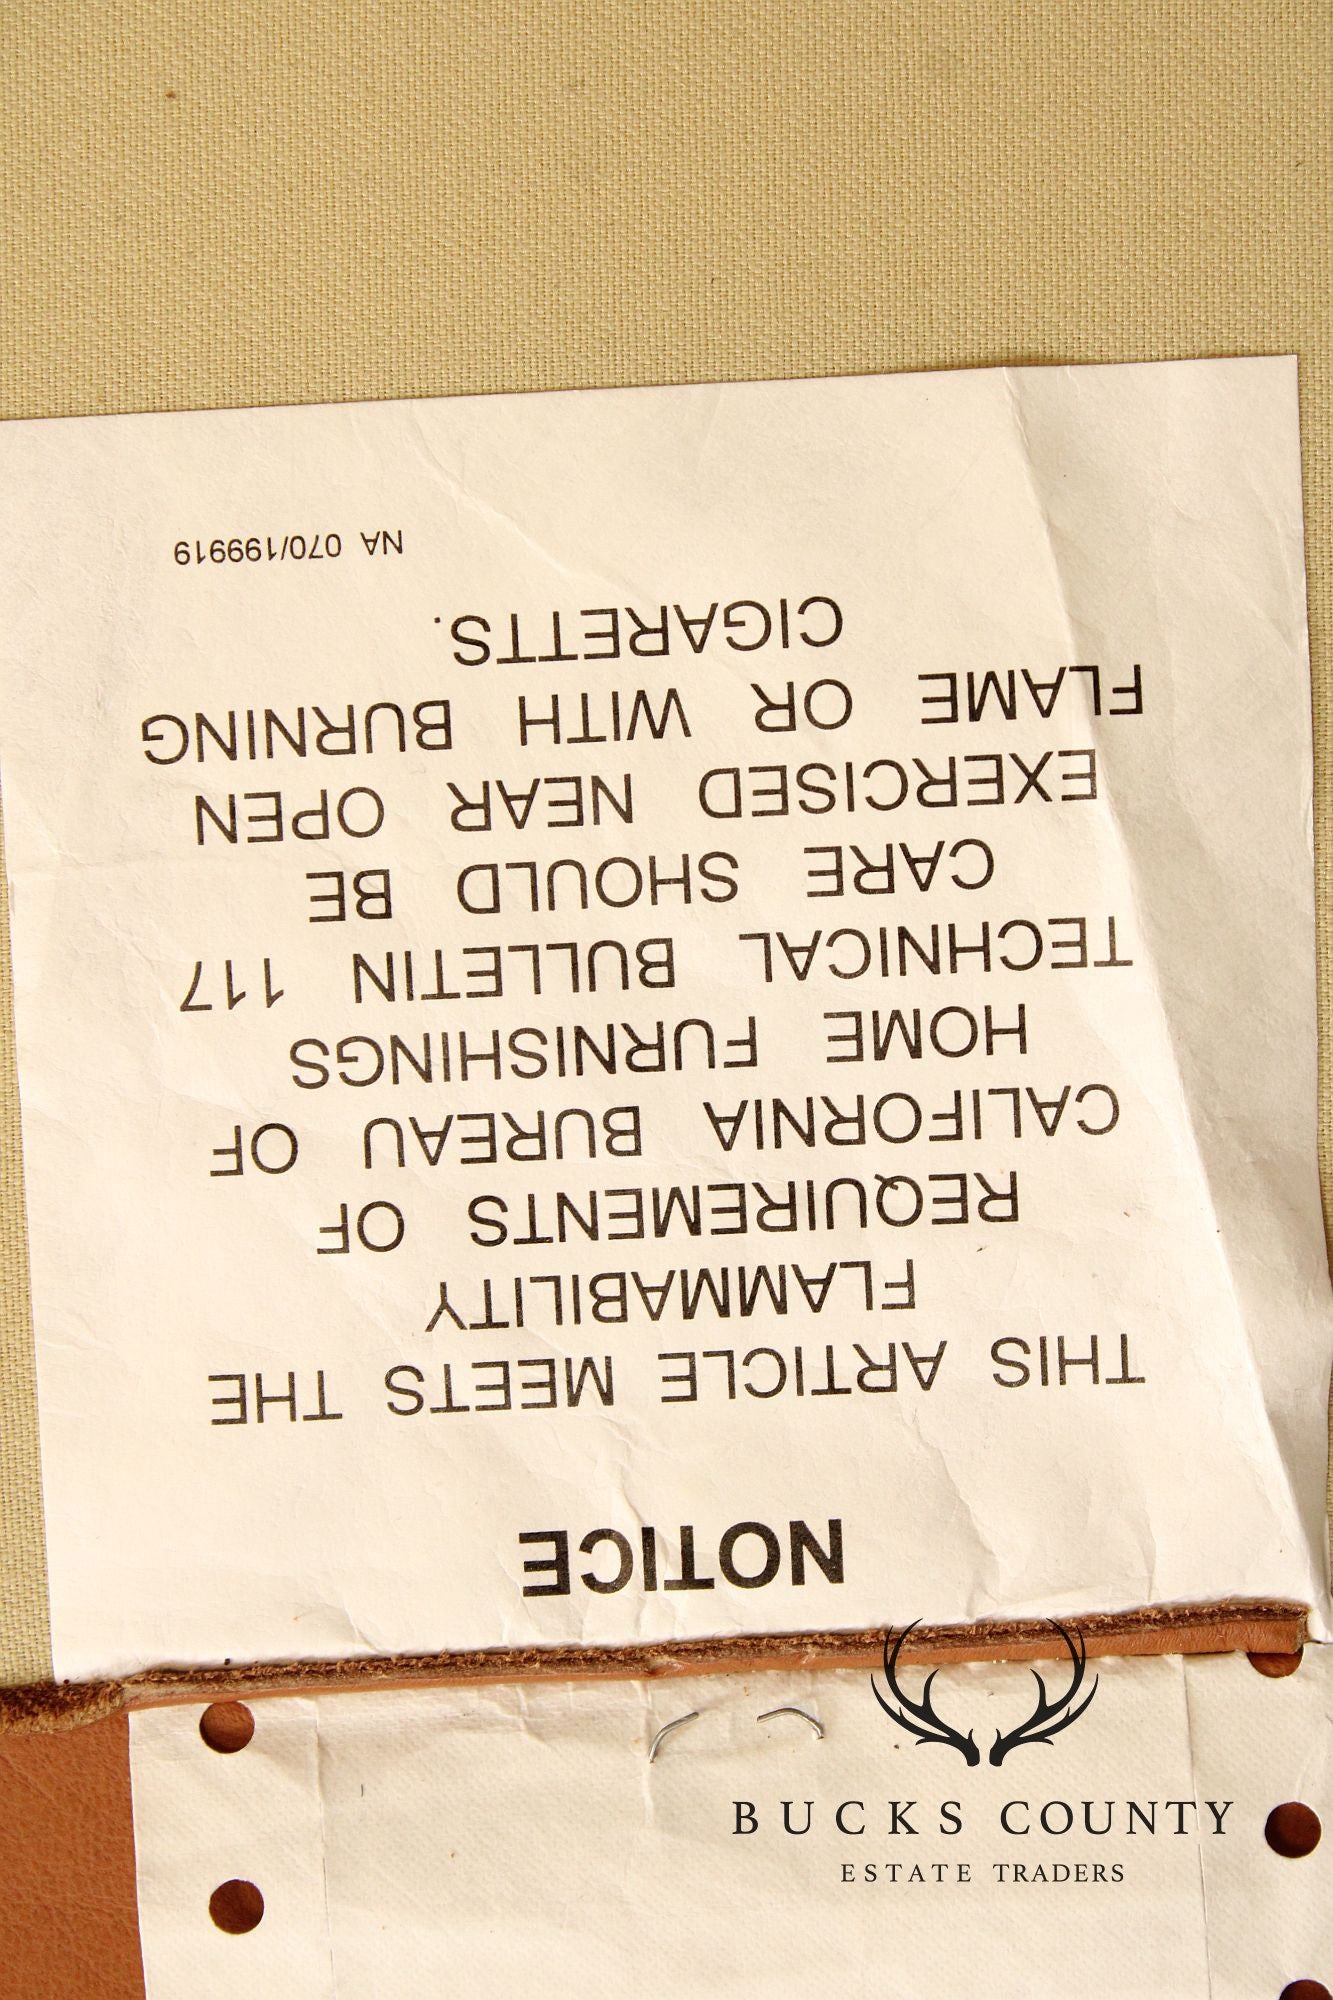 NOTICE
THIS ARTICLE MEETS THE
FLAMMABILITY
REQUIREMENTS OF
CALIFORNIA BUREAU OF
HOME FURNISHINGS
TECHNICAL BULLETIN 117
CARE SHOULD BE
EXERCISED NEAR OPEN
FLAME OR WITH BURNING
CIGARETTS.
NA 070/199919
BUCKS COUNTY
ESTATE TRADERS